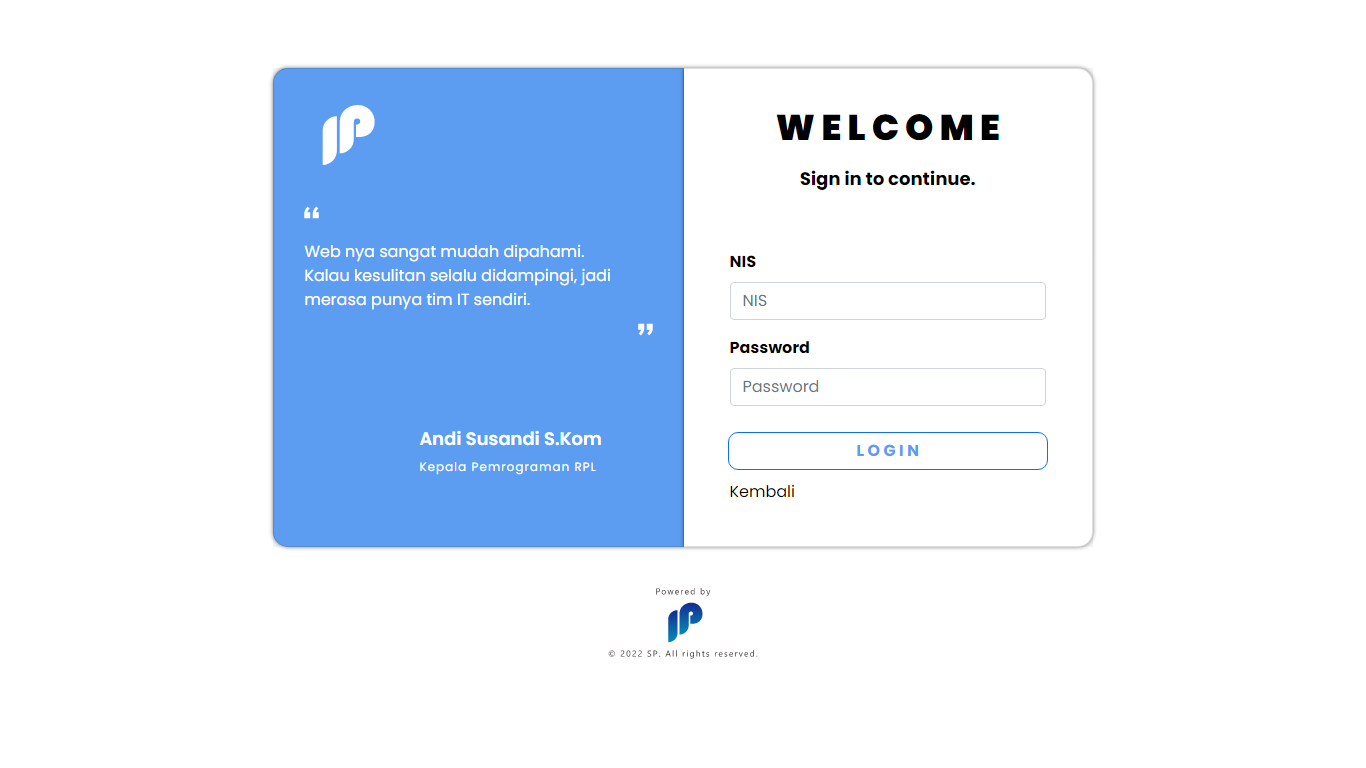 “
Web nya sangat mudah dipahami.
Kalau kesulitan selalu didampingi, jadi
merasa punya tim IT sendiri.
”
Andi Susandi S.Kom
Kepala Pemrograman RPL
WELCOME
Sign in to continue.
NIS
NIS
Password
Password
LOGIN
Kembali
Powered by
© 2022 SP. All rights reserved.